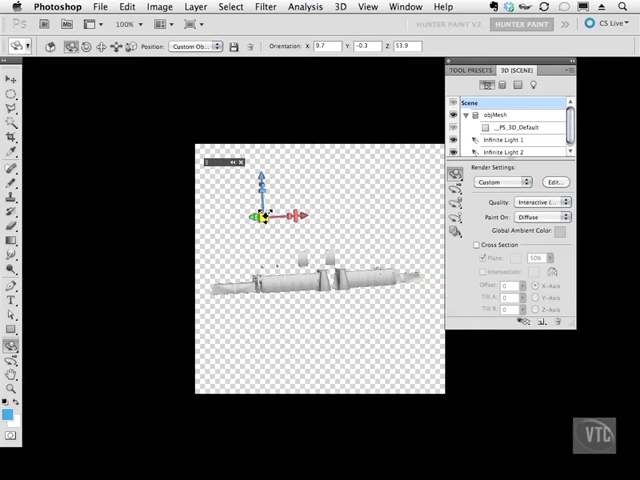 Photoshop File Edit Image Layer Select Filter Analysis 3D View Window Help
100% HUNTER PAINT V2 HUNTER PAINT CS Live
Position: Custom Ob... Orientation: X: 9.7 Y: -0.3 Z: 53.9
TOOL PRESETS 3D {SCENE}
Scene
objMesh
__PS_3D_Default
Infinite Light 1
Infinite Light 2
Render Settings:
Custom Edit...
Quality: Interactive (...
Paint On: Diffuse
Global Ambient Color:
Cross Section
Plane: 50%
Intersection:
Offset: 0 X-Axis
Tilt A: 0 Y-Axis
Tilt B: 0 Z-Axis
VTC